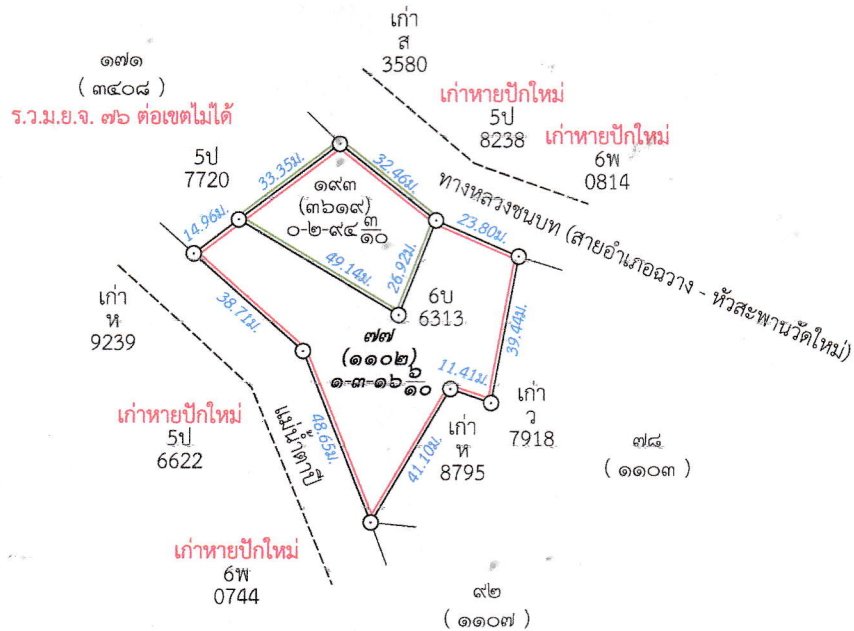 เก่า
ส
3580
๑๗๑
( ๓๔๐๘ )
ร.ว.ม.ย.จ. ๗๖ ต่อเขตไม่ได้
เก่าหายปักใหม่
5ป
8238
เก่าหายปักใหม่
6พ
0814
5ป
7720
33.35ม.
32.46ม.
๑๙๓
(๓๖๑๙)
๐-๒-๙๔ ๓/๑๐
ทางหลวงชนบท (สายอำเภอฉวาง - หัวสะพานวัดใหม่)
14.96ม.
23.80ม.
49.14ม.
26.92ม.
เก่า
ห
9239
38.71ม.
6บ
6313
39.44ม.
๗๗
(๑๑๐๒)
๑-๓-๑๖ ๖/๑๐
11.41ม.
เก่า
ว
7918
เก่าหายปักใหม่
5ป
6622
แม่น้ำตาปี
48.65ม.
41.10ม.
เก่า
ห
8795
๗๘
( ๑๑๐๓ )
เก่าหายปักใหม่
6พ
0744
๙๒
( ๑๑๐๗ )